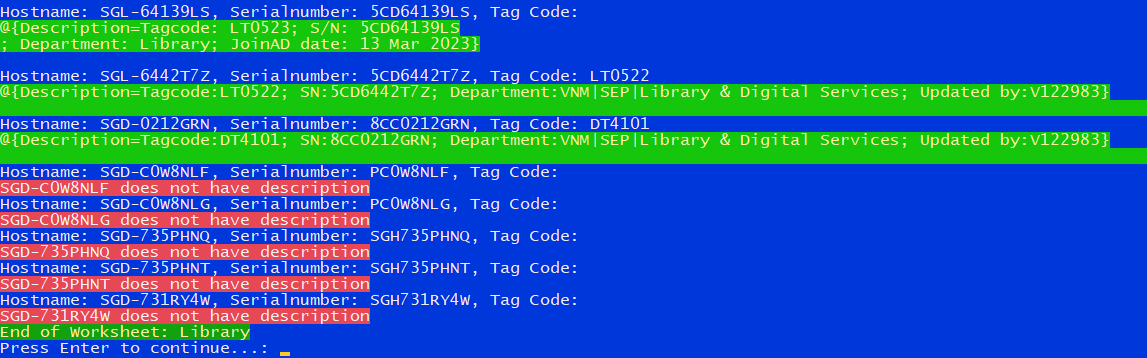 Hostname: SGL-64139LS, Serialnumber: 5CD64139LS, Tag Code:
@{Description=Tagcode: LT0523; S/N: 5CD64139LS
; Department: Library; JoinAD date: 13 Mar 2023}
Hostname: SGL-6442T7Z, Serialnumber: 5CD6442T7Z, Tag Code: LT0522
@{Description=Tagcode:LT0522; SN:5CD6442T7Z; Department:VNM|SEP|Library & Digital Services; Updated by:V122983}
Hostname: SGD-0212GRN, Serialnumber: 8CC0212GRN, Tag Code: DT4101
@{Description=Tagcode:DT4101; SN:8CC0212GRN; Department:VNM|SEP|Library & Digital Services; Updated by:V122983}
Hostname: SGD-C0W8NLF, Serialnumber: PC0W8NLF, Tag Code:
SGD-C0W8NLF does not have description
Hostname: SGD-C0W8NLG, Serialnumber: PC0W8NLG, Tag Code:
SGD-C0W8NLG does not have description
Hostname: SGD-735PHNQ, Serialnumber: SGH735PHNQ, Tag Code:
SGD-735PHNQ does not have description
Hostname: SGD-735PHNT, Serialnumber: SGH735PHNT, Tag Code:
SGD-735PHNT does not have description
Hostname: SGD-731RY4W, Serialnumber: SGH731RY4W, Tag Code:
SGD-731RY4W does not have description
End of Worksheet: Library
Press Enter to continue...: